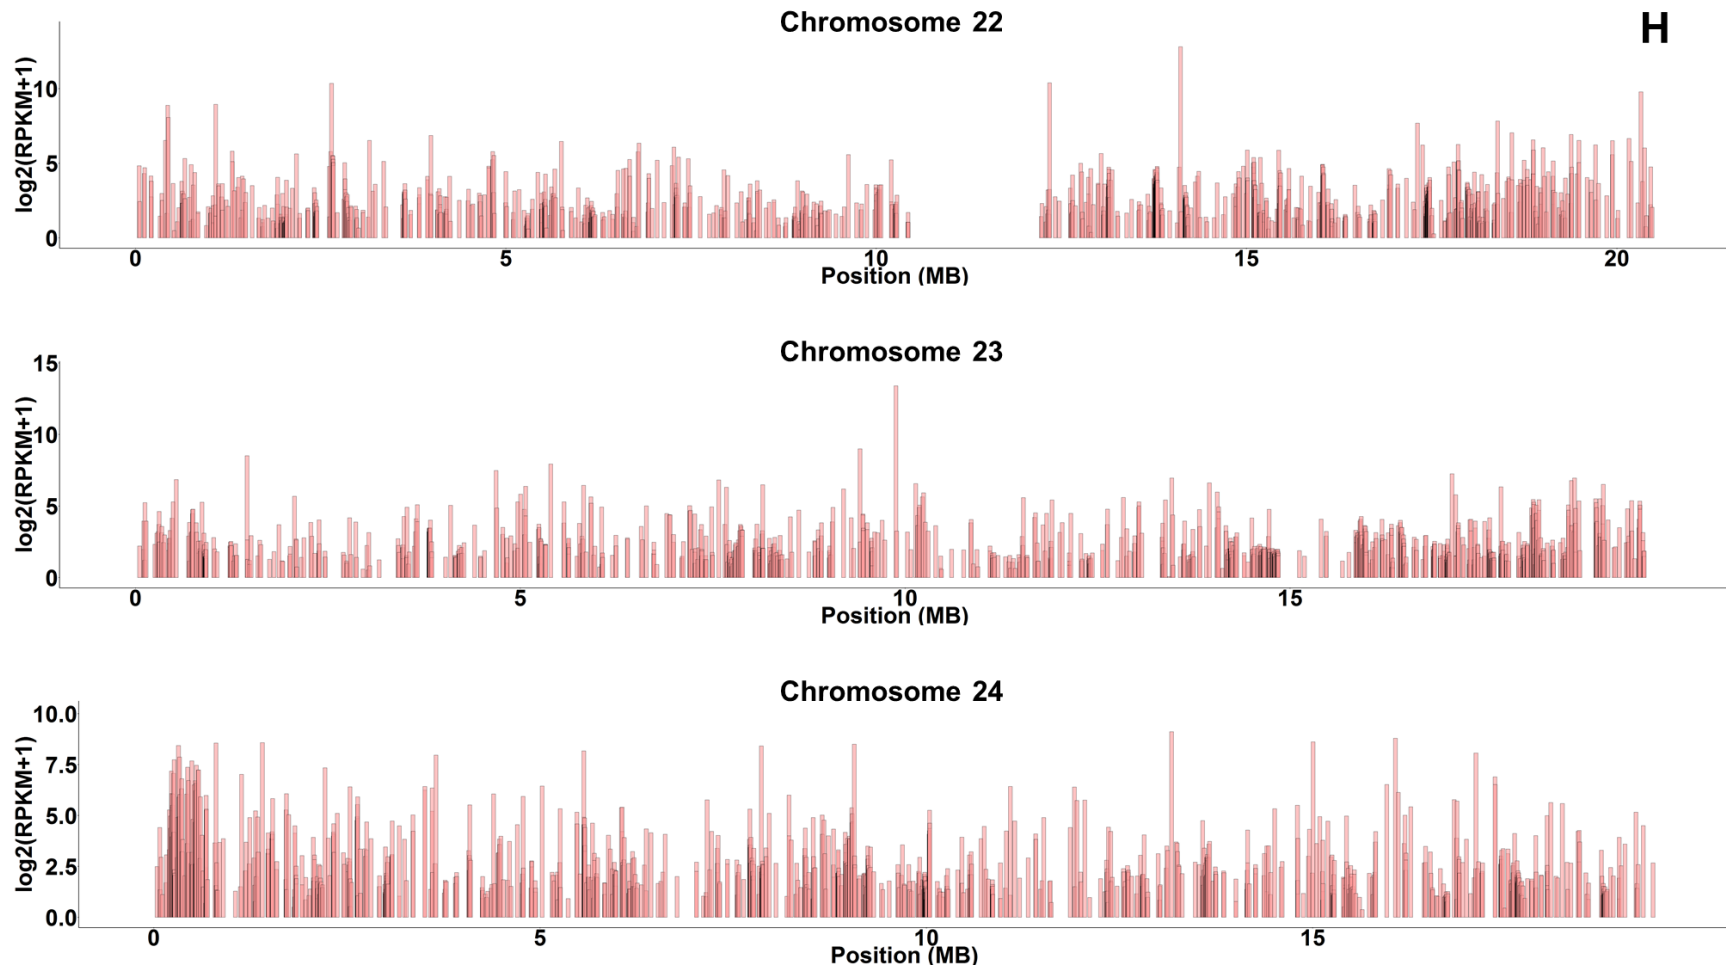 Chromosome 22
H
log2(RPKM+1)
10
5
0
0 5 10 15 20
Position (MB)
Chromosome 23
log2(RPKM+1)
15
10
5
0
0 5 10 15
Position (MB)
Chromosome 24
log2(RPKM+1)
10.0
7.5
5.0
2.5
0.0
0 5 10 15
Position (MB)